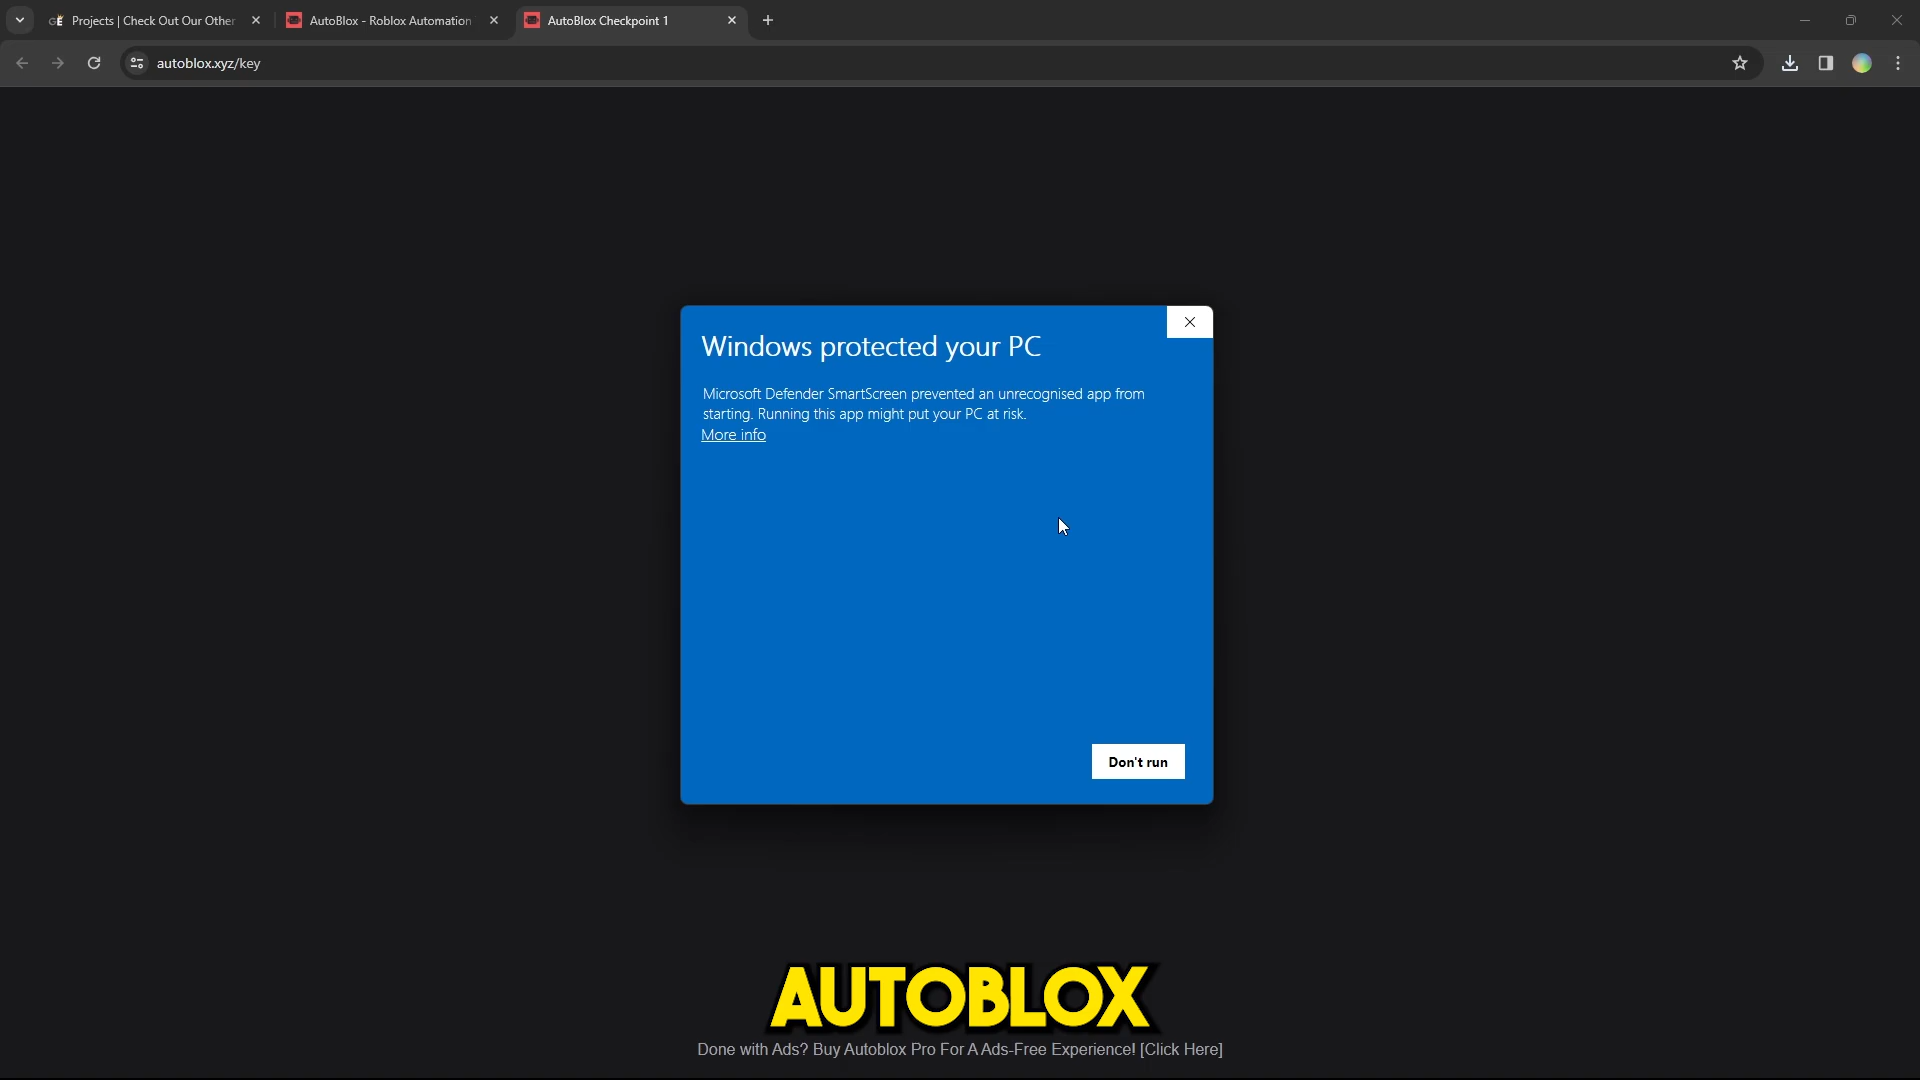 Projects | Check Out Our Other
AutoBlox - Roblox Automation
AutoBlox Checkpoint 1
autoblox.xyz/key
Windows protected your PC
Microsoft Defender SmartScreen prevented an unrecognised app from
starting. Running this app might put your PC at risk.
More info
Don't run
AUTOBLOX
Done with Ads? Buy Autoblox Pro For A Ads-Free Experience! [Click Here]